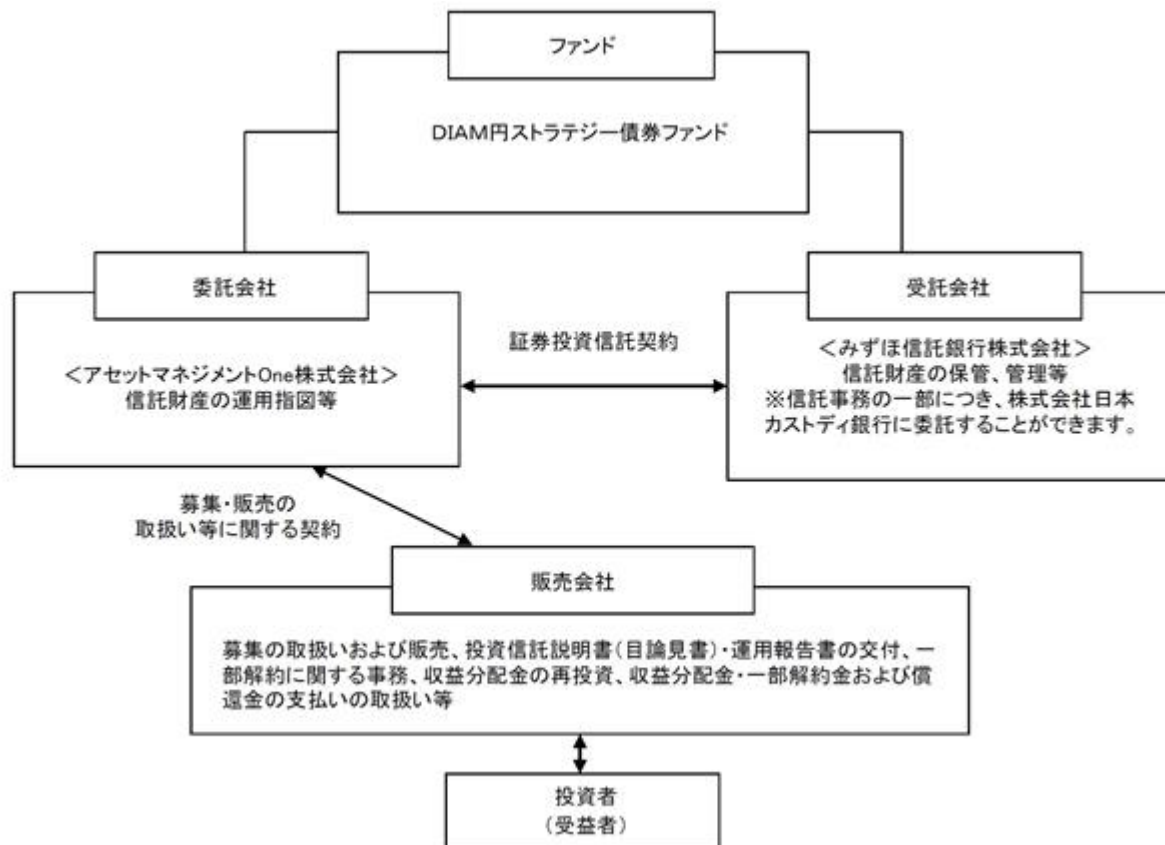 ファンド
DIAM円ストラテジー債券ファンド
委託会社
受託会社
<アセットマネジメントOne株式会社>
信託財産の運用指図等
証券投資信託契約
<みずほ信託銀行株式会社>
信託財産の保管、管理等
※信託事務の一部につき、株式会社日本
カストディ銀行に委託することができます。
募集・販売の
取扱い等に関する契約
販売会社
募集の取扱いおよび販売、投資信託説明書(目論見書)・運用報告書の交付、一
部解約に関する事務、収益分配金の再投資、収益分配金・一部解約金および償
還金の支払いの取扱い等
投資者
(受益者)